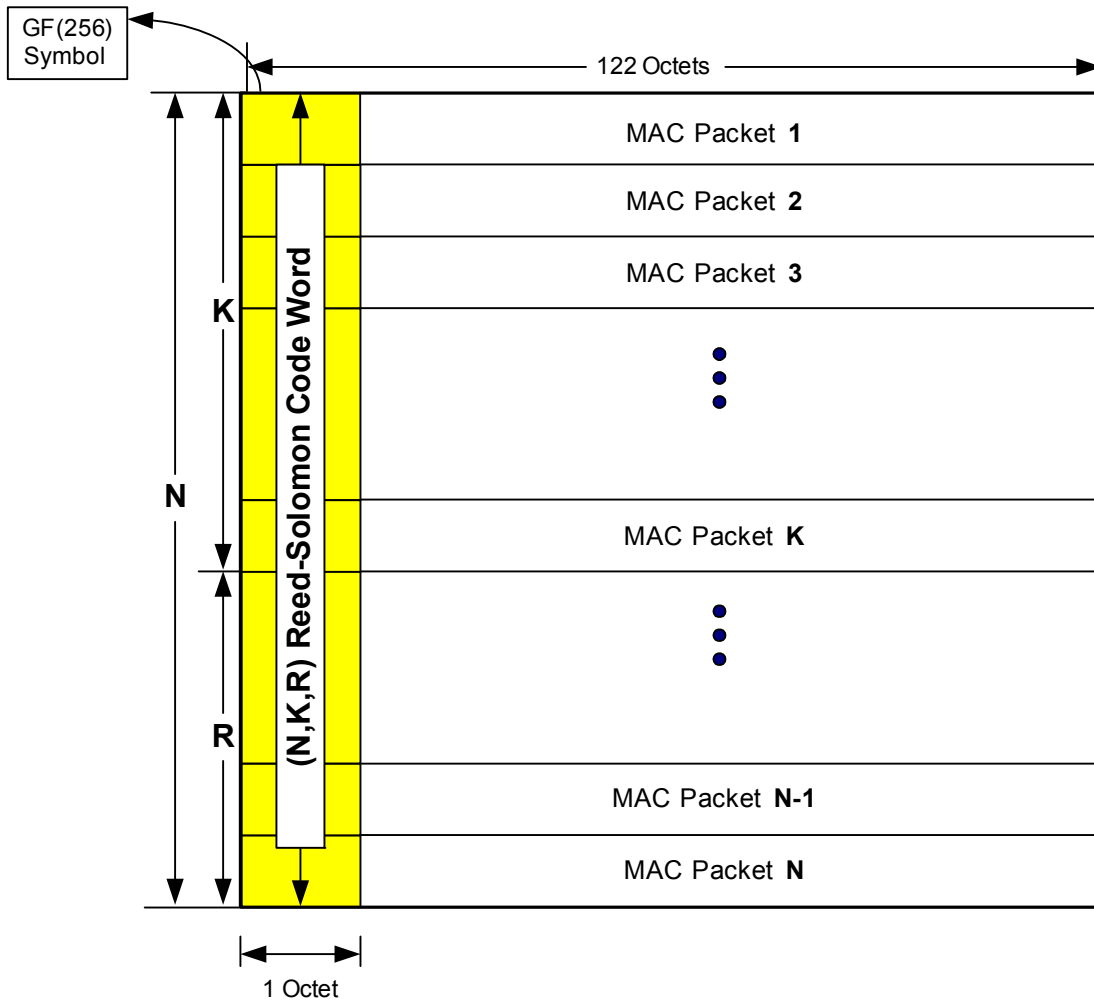 GF(256)
Symbol
122 Octets
MAC Packet 1
MAC Packet 2
MAC Packet 3
K
(N,K,R) Reed-Solomon Code Word
N
MAC Packet K
R
MAC Packet N-1
MAC Packet N
1 Octet